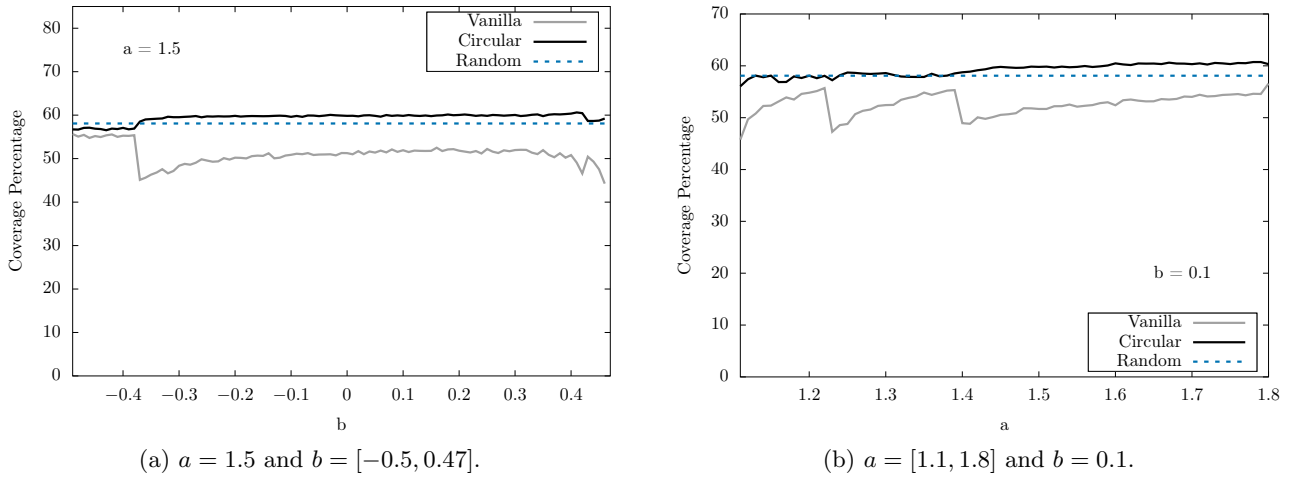 80
70
60
50
40
30
20
10
0
Coverage Percentage
a = 1.5
Vanilla
Circular
Random
−0.4 −0.3 −0.2 −0.1 0 0.1 0.2 0.3 0.4
b
(a) a = 1.5 and b = [−0.5, 0.47].
70
60
50
40
30
20
10
0
Coverage Percentage
b = 0.1
Vanilla
Circular
Random
1.2 1.3 1.4 1.5 1.6 1.7 1.8
a
(b) a = [1.1, 1.8] and b = 0.1.